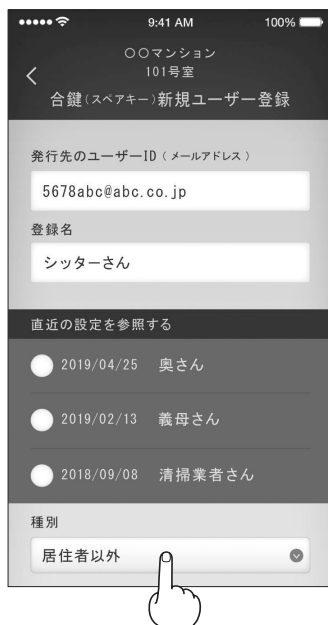 9:41 AM 100%
○○マンション
101号室
合鍵（スペアキー）新規ユーザー登録
発行先のユーザーID（メールアドレス）
5678abc@abc.co.jp
登録名
シッターさん
直近の設定を参照する
2019/04/25 奥さん
2019/02/13 義母さん
2018/09/08 清掃業者さん
種別
居住者以外